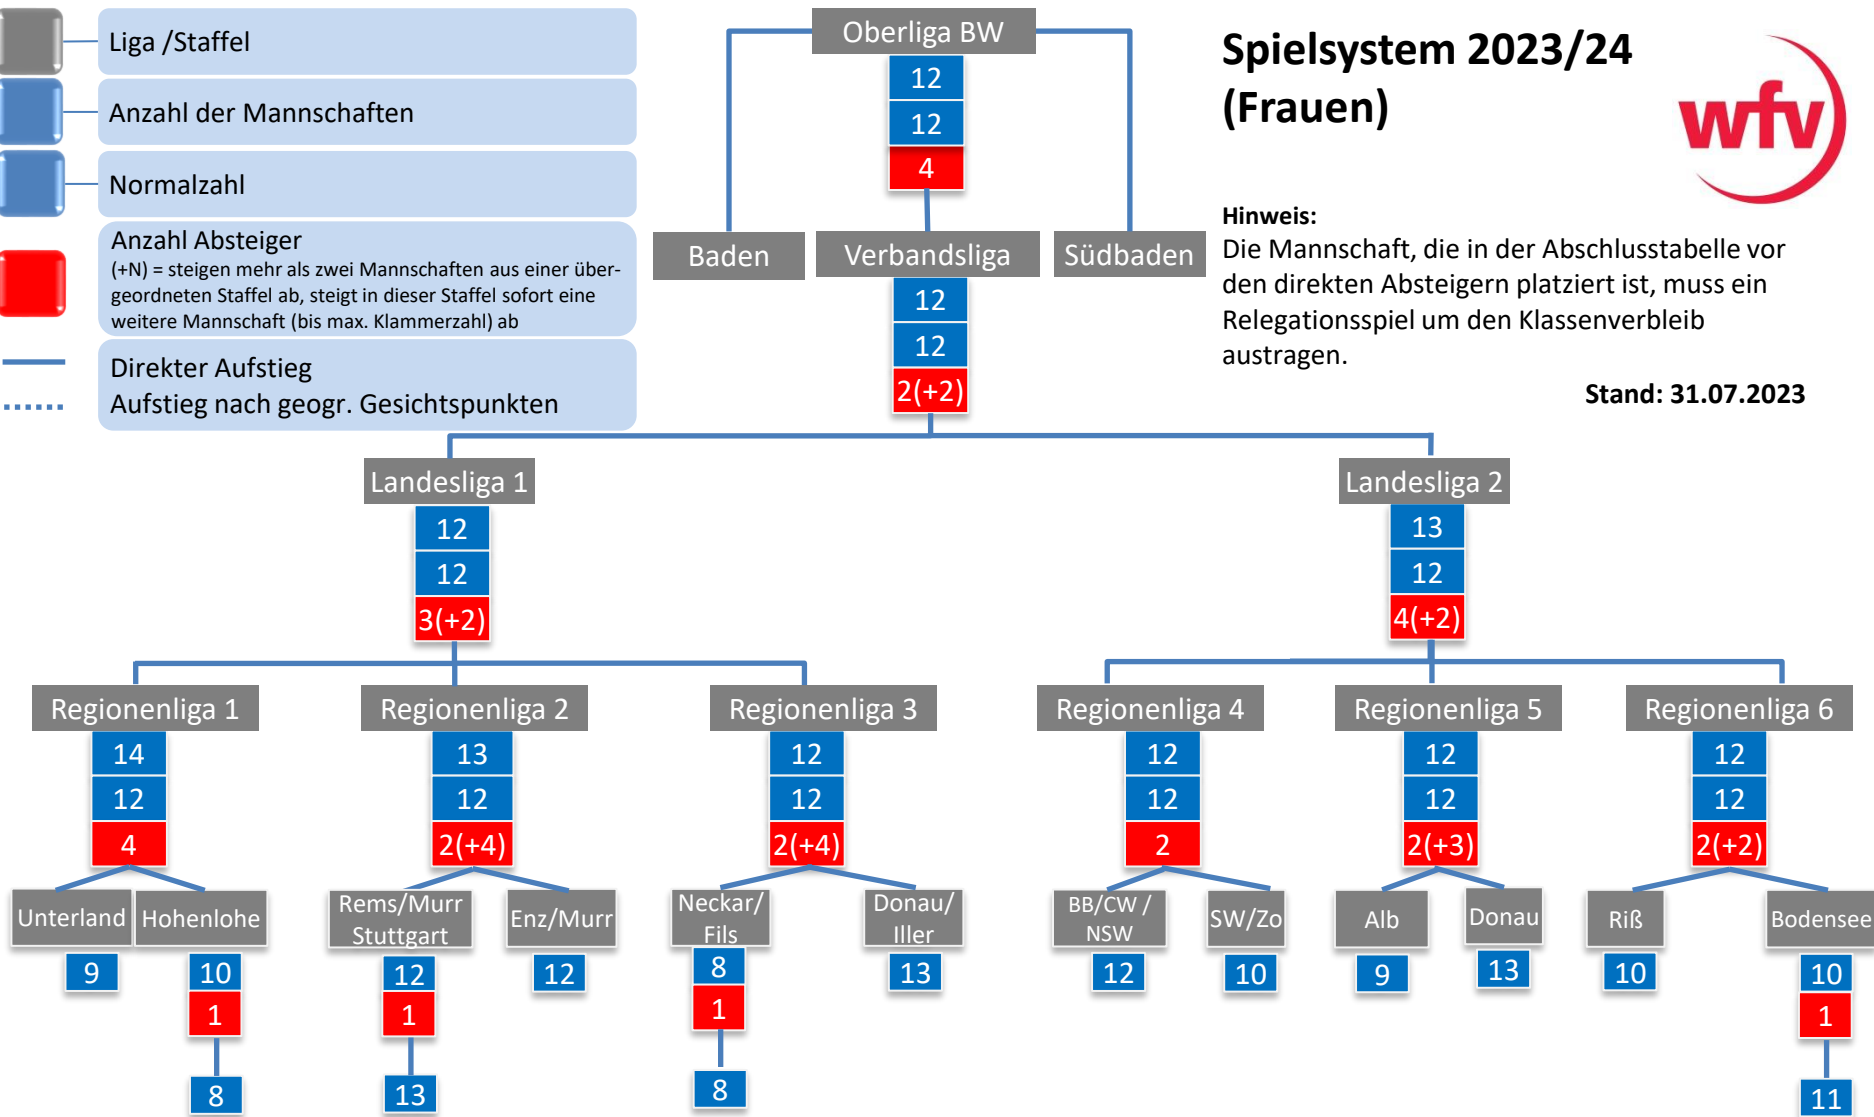 Liga /Staffel
Anzahl der Mannschaften
Normalzahl
Anzahl Absteiger
(+N) = steigen mehr als zwei Mannschaften aus einer über-
geordneten Staffel ab, steigt in dieser Staffel sofort eine
weitere Mannschaft (bis max. Klammerzahl) ab
Direkter Aufstieg
Aufstieg nach geogr. Gesichtspunkten
Spielsystem 2023/24
(Frauen)
wfv
Hinweis:
Die Mannschaft, die in der Abschlusstabelle vor
den direkten Absteigern platziert ist, muss ein
Relegationsspiel um den Klassenverbleib
austragen.
Stand: 31.07.2023
Oberliga BW
12
12
4
Baden
Verbandsliga
Südbaden
12
12
2(+2)
Landesliga 1
12
12
3(+2)
Landesliga 2
13
12
4(+2)
Regionenliga 1
14
12
4
Regionenliga 2
13
12
2(+4)
Regionenliga 3
12
12
2(+4)
Regionenliga 4
12
12
2
Regionenliga 5
12
12
2(+3)
Regionenliga 6
12
12
2(+2)
Unterland
9
Hohenlohe
10
1
8
Rems/Murr
Stuttgart
12
1
13
Enz/Murr
12
Neckar/
Fils
8
1
8
Donau/
Iller
13
BB/CW /
NSW
12
SW/Zo
10
Alb
9
Donau
13
Riß
10
Bodensee
10
1
11